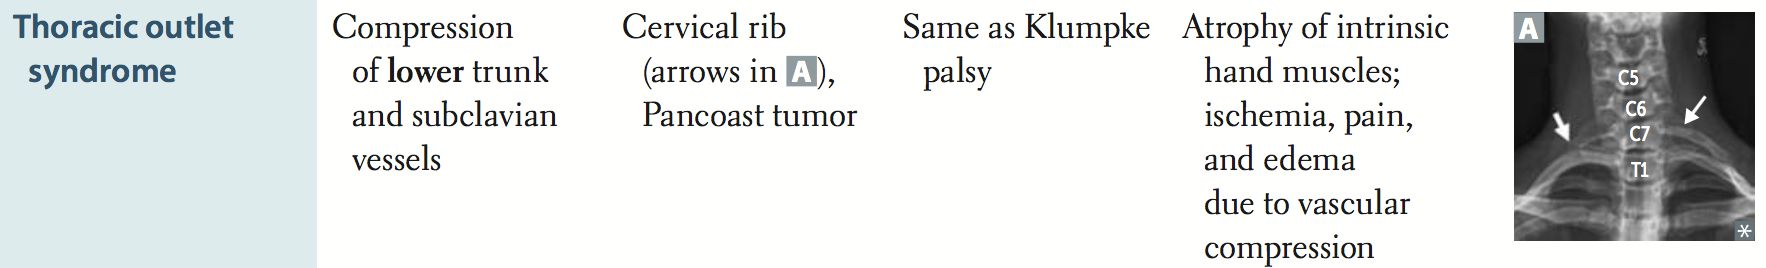 Thoracic outlet
syndrome
Compression
of lower trunk
and subclavian
vessels
Cervical rib
(arrows in A),
Pancoast tumor
Same as Klumpke
palsy
Atrophy of intrinsic
hand muscles;
ischemia, pain,
and edema
due to vascular
compression
A
C5
C6
C7
T1
*